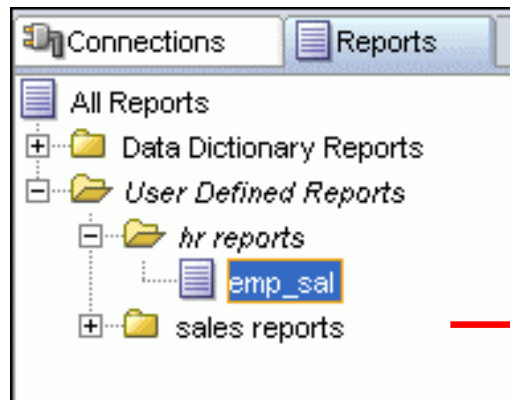 Connections Reports
All Reports
Data Dictionary Reports
User Defined Reports
hr reports
emp_sal
sales reports